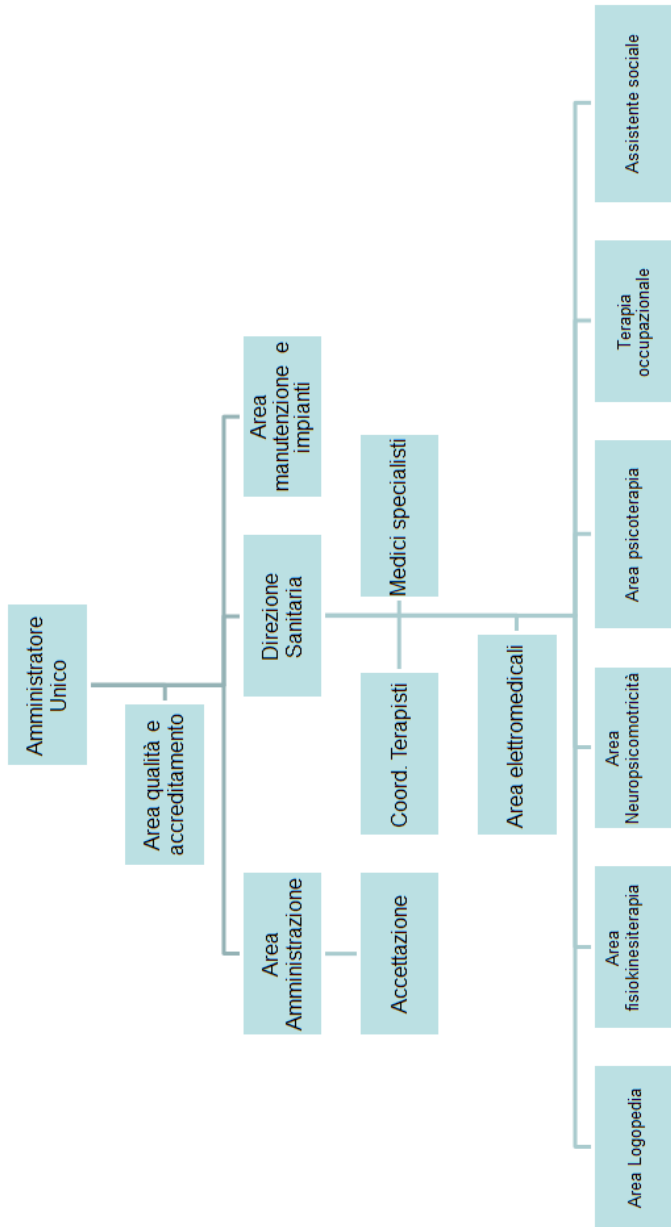 Amministratore
Unico
Area qualità e
accreditamento
Area
Amministrazione
Direzione
Sanitaria
Area
manutenzione e
impianti
Accettazione
Coord. Terapisti
Medici specialisti
Area elettromedicali
Area Logopedia
Area
fisiokinesiterapia
Area
Neuropsicomotricità
Area psicoterapia
Terapia
occupazionale
Assistente sociale